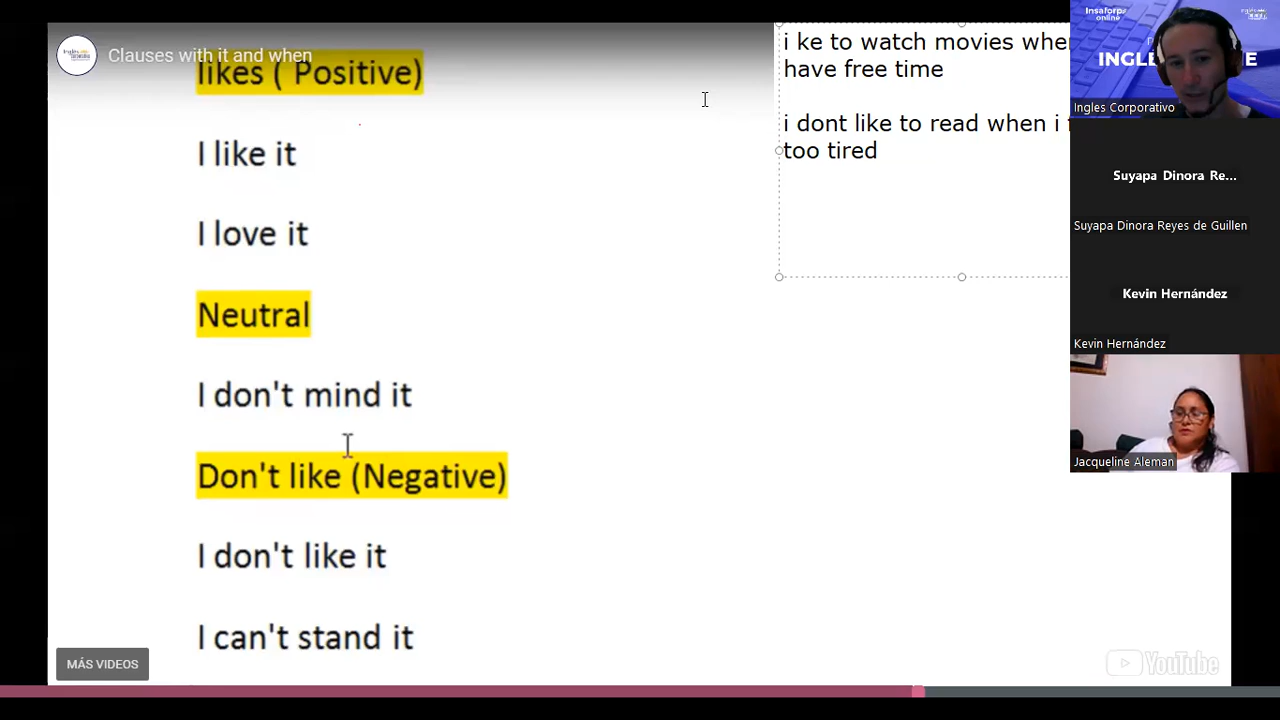 Clauses with it and when
likes ( Positive)
I like it
I love it
Neutral
I don't mind it
Don't like (Negative)
I don't like it
I can't stand it
MÁS VIDEOS
i ke to watch movies whe
have free time
i dont like to read when i
too tired
Insaforp
online
INGL E
Ingles Corporativo
Suyapa Dinora Re...
Suyapa Dinora Reyes de Guillen
Kevin Hernández
Kevin Hernández
Jacqueline Aleman
YouTube